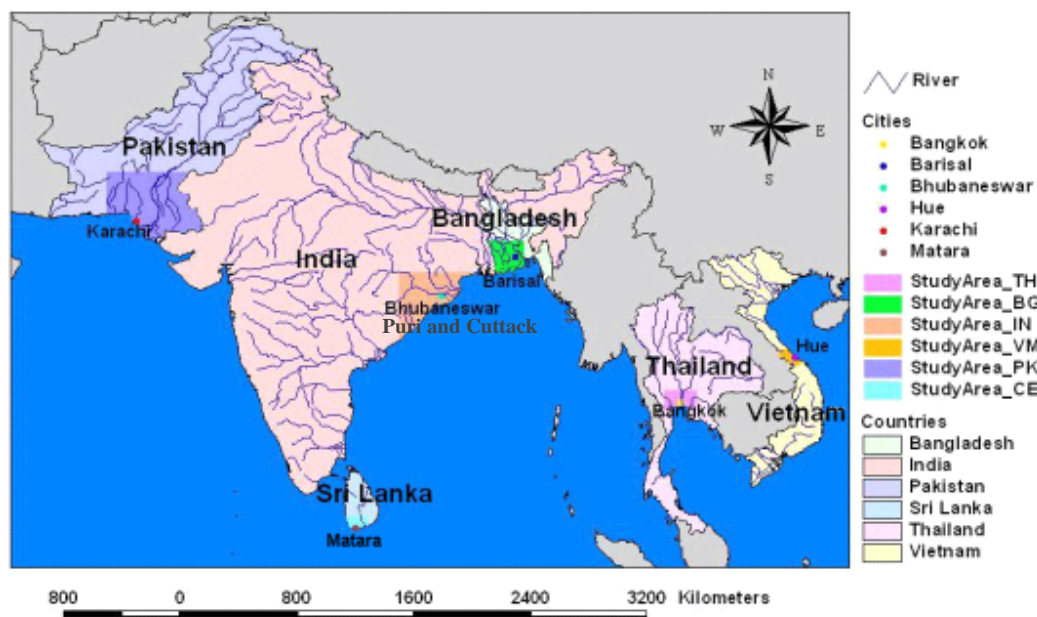 N
W E
S
Pakistan
Karachi
India
Bangladesh
Barisal
Bhubaneswar
Puri and Cuttack
Thailand
Bangkok
Hue
Vietnam
Sri Lanka
Matara
River
Cities
Bangkok
Barisal
Bhubaneswar
Hue
Karachi
Matara
StudyArea_TH
StudyArea_BG
StudyArea_IN
StudyArea_VM
StudyArea_PK
StudyArea_CE
Countries
Bangladesh
India
Pakistan
Sri Lanka
Thailand
Vietnam
800 0 800 1600 2400 3200 Kilometers